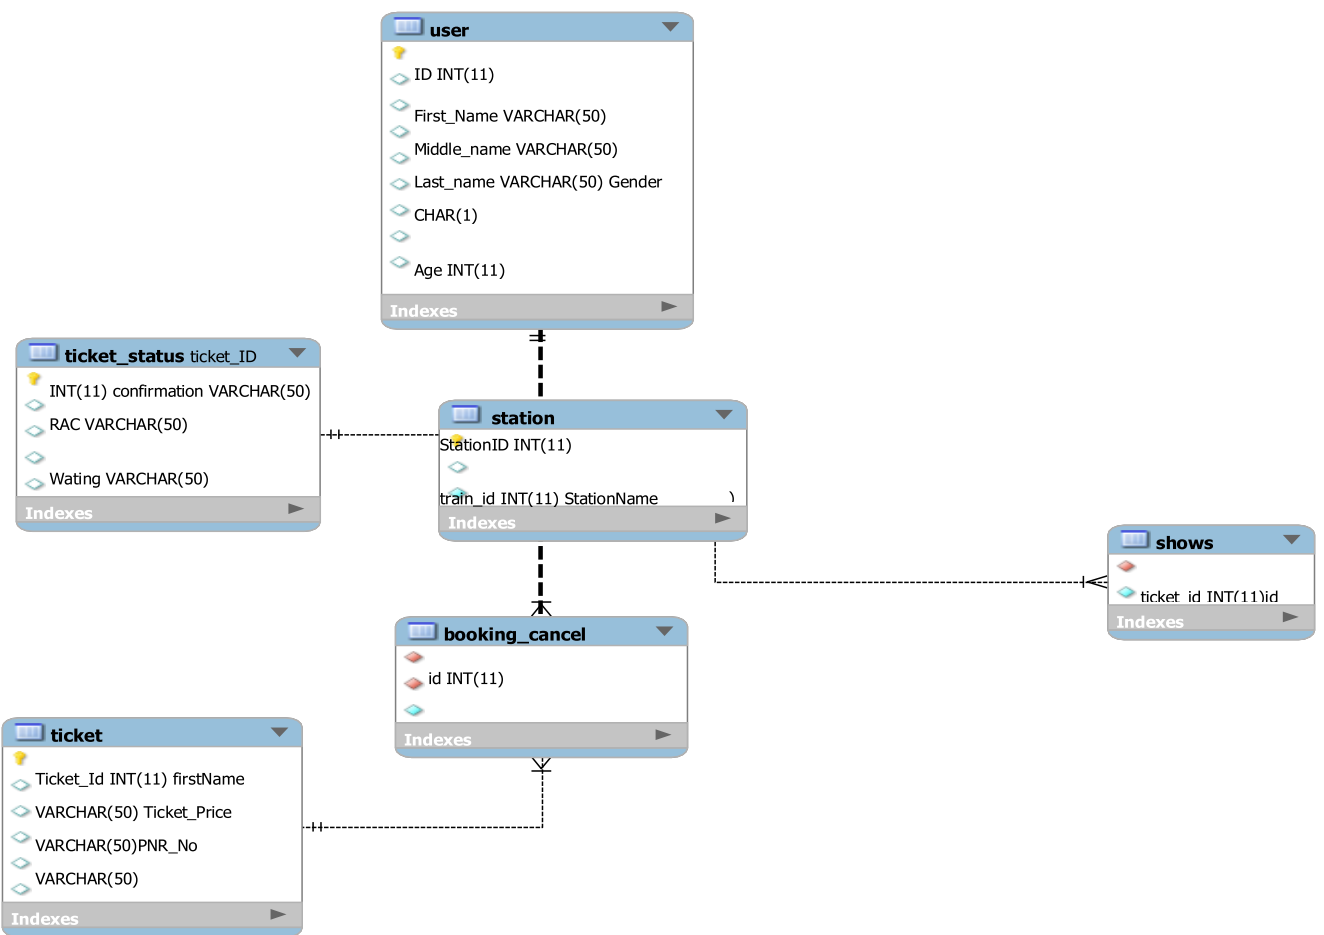 user
ID INT(11)
First_Name VARCHAR(50)
Middle_name VARCHAR(50)
Last_name VARCHAR(50) Gender
CHAR(1)
Age INT(11)
Indexes
ticket_status ticket_ID
INT(11) confirmation VARCHAR(50)
RAC VARCHAR(50)
Wating VARCHAR(50)
Indexes
station
StationID INT(11)
train_id INT(11) StationName )
Indexes
shows
ticket_id INT(11)id
Indexes
booking_cancel
id INT(11)
Indexes
ticket
Ticket_Id INT(11) firstName
VARCHAR(50) Ticket_Price
VARCHAR(50)PNR_No
VARCHAR(50)
Indexes